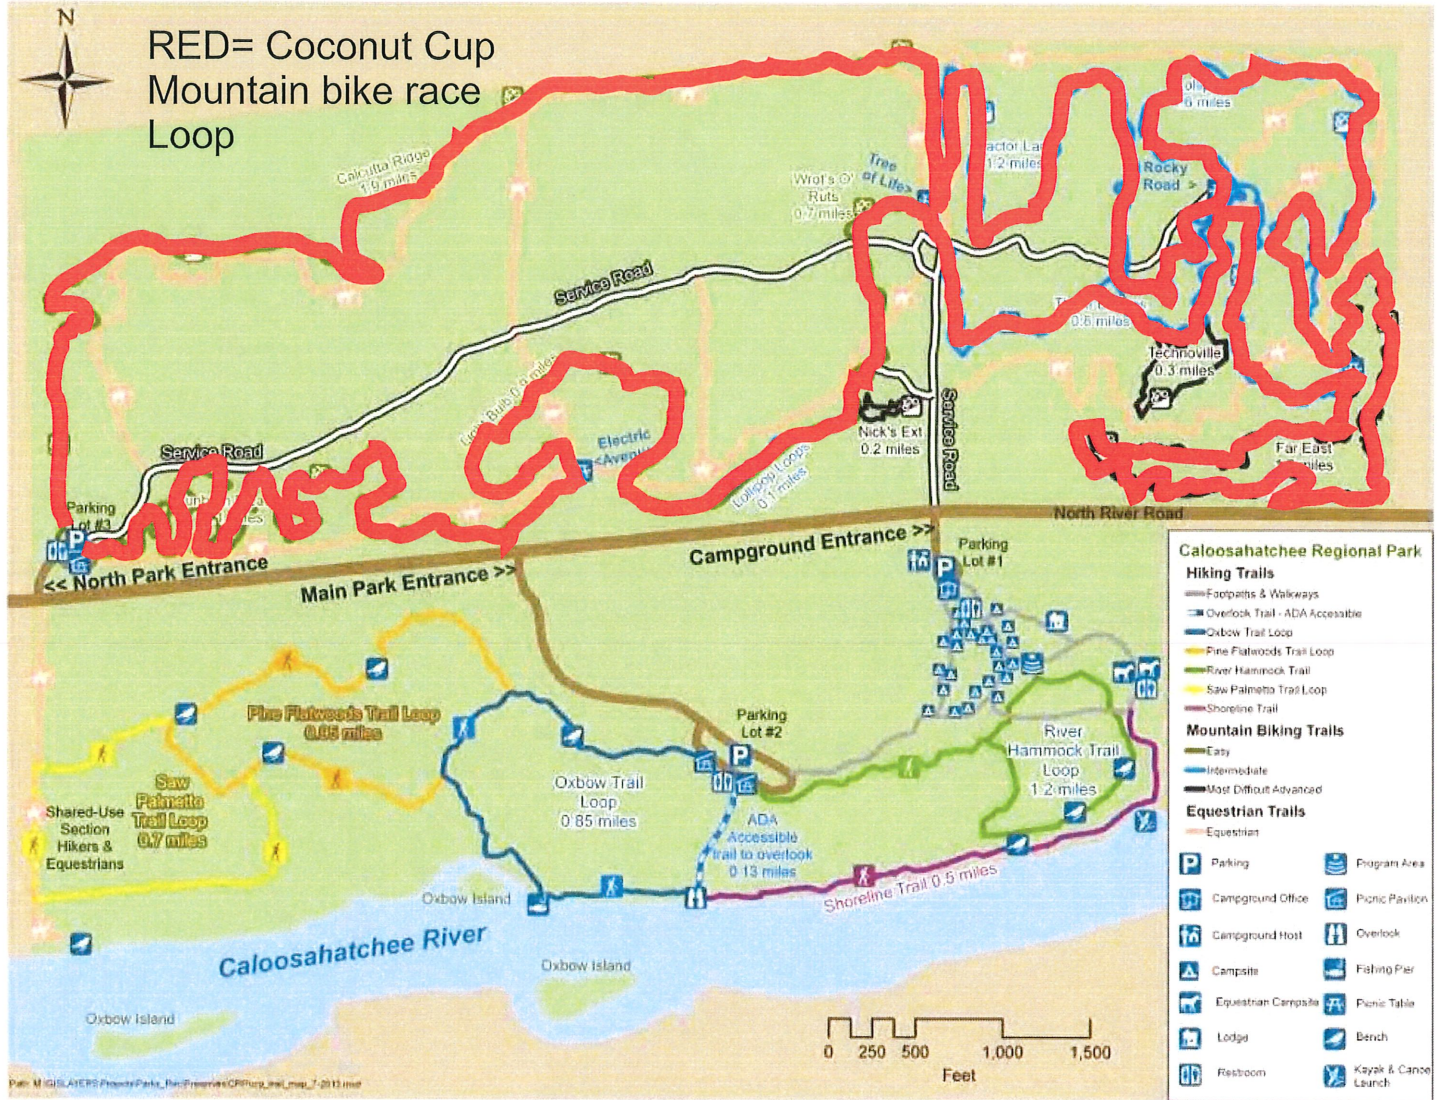 N
RED= Coconut Cup
Mountain bike race
Loop
Calcutta Ridge
1.9 miles
Wrot's O'
Ruts
0.7 miles
Tree
of Life>
1.2 miles
6 miles
Rocky
Road >
Service Road
0.6 miles
Technoville
0.3 miles
Nick's Ext
0.2 miles
Service Road
Far East
miles
Electric
Lollipop Loops
0.1 miles
Service Road
Parking
Lot #3
<< North Park Entrance
Main Park Entrance >>
Campground Entrance >>
North River Road
Parking
Lot #1
Pine Flatwoods Trail Loop
0.85 miles
Saw
Palmetto
Trail Loop
0.7 miles
Shared-Use
Section
Hikers &
Equestrians
Parking
Lot #2
Oxbow Trail
Loop
0.85 miles
ADA
Accessible
trail to overlook
0.13 miles
River
Hammock Trail
Loop
1.2 miles
Shoreline Trail 0.5 miles
Oxbow Island
Caloosahatchee River
Oxbow Island
Oxbow Island
0 250 500 1,000 1,500
Feet
Caloosahatchee Regional Park
Hiking Trails
Footpaths & Walkways
Overlook Trail - ADA Accessible
Oxbow Trail Loop
Pine Flatwoods Trail Loop
River Hammock Trail
Saw Palmetto Trail Loop
Shoreline Trail
Mountain Biking Trails
Easy
Intermediate
Most Difficult Advanced
Equestrian Trails
Equestrian
P Parking
Program Area
Campground Office
Picnic Pavilion
Campground Host
Overlook
Campsite
Fishing Pier
Equestrian Campsite
Picnic Table
Lodge
Bench
Restroom
Kayak & Canoe
Launch